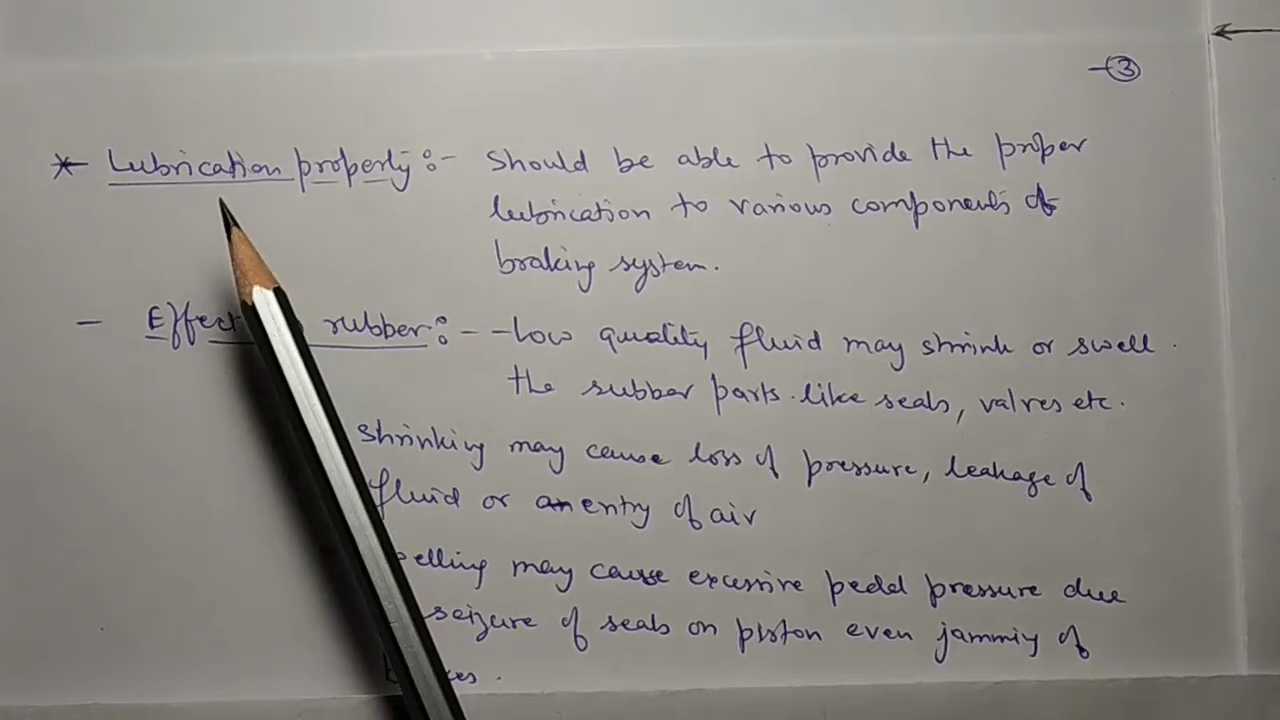 -③
* Lubrication property:- Should be able to provide the proper
lubrication to various components of
braking system.
- Effect rubber:- -Low quality fluid may shrink or swell.
the rubber parts. like seals, valves etc.
Shrinking may cause loss of pressure, leakage of
fluid or entry of air
elling may cause excessive pedal pressure due
seizure of seals on piston even jamming of